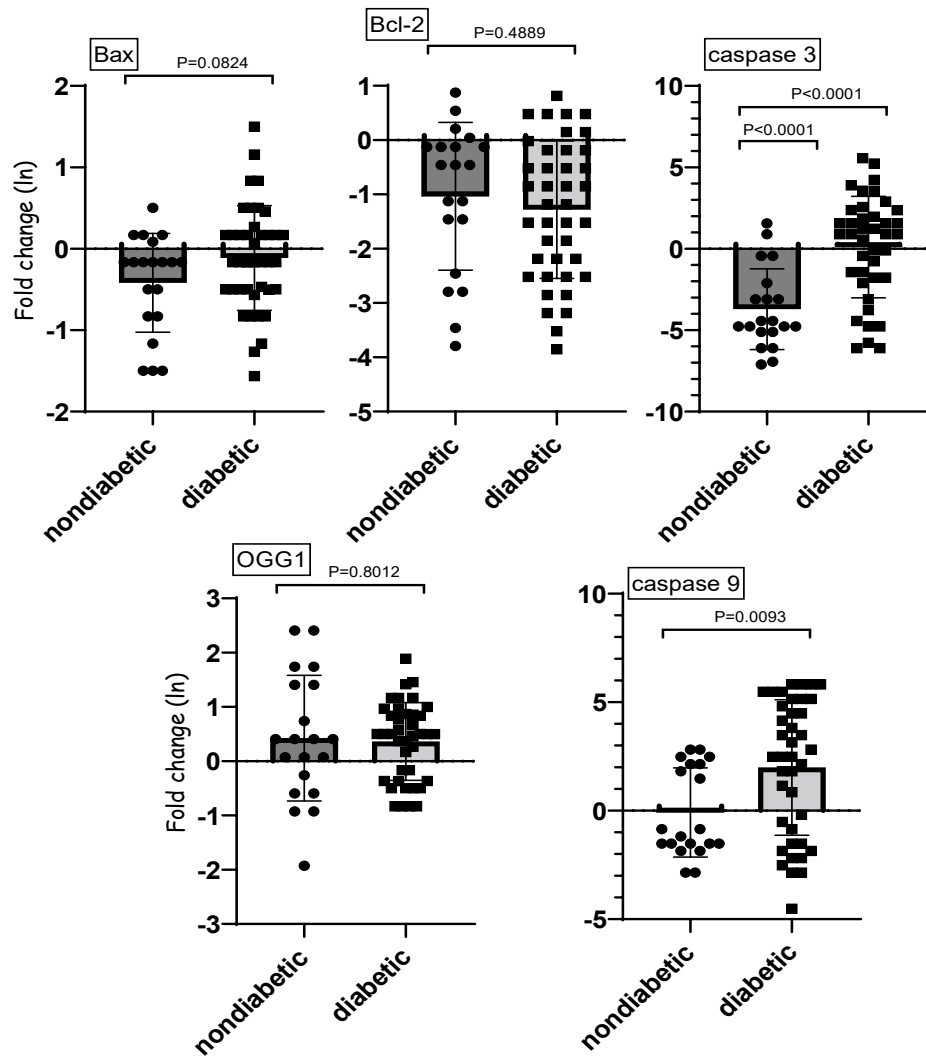 Bax
P=0.0824
Fold change (ln)
2
1
0
-1
-2
nondiabetic
diabetic
Bcl-2
P=0.4889
1
0
-1
-2
-3
-4
-5
nondiabetic
diabetic
caspase 3
P<0.0001
P<0.0001
10
5
0
-5
-10
nondiabetic
diabetic
OGG1
P=0.8012
Fold change (ln)
3
2
1
0
-1
-2
-3
nondiabetic
diabetic
caspase 9
P=0.0093
10
5
0
-5
nondiabetic
diabetic